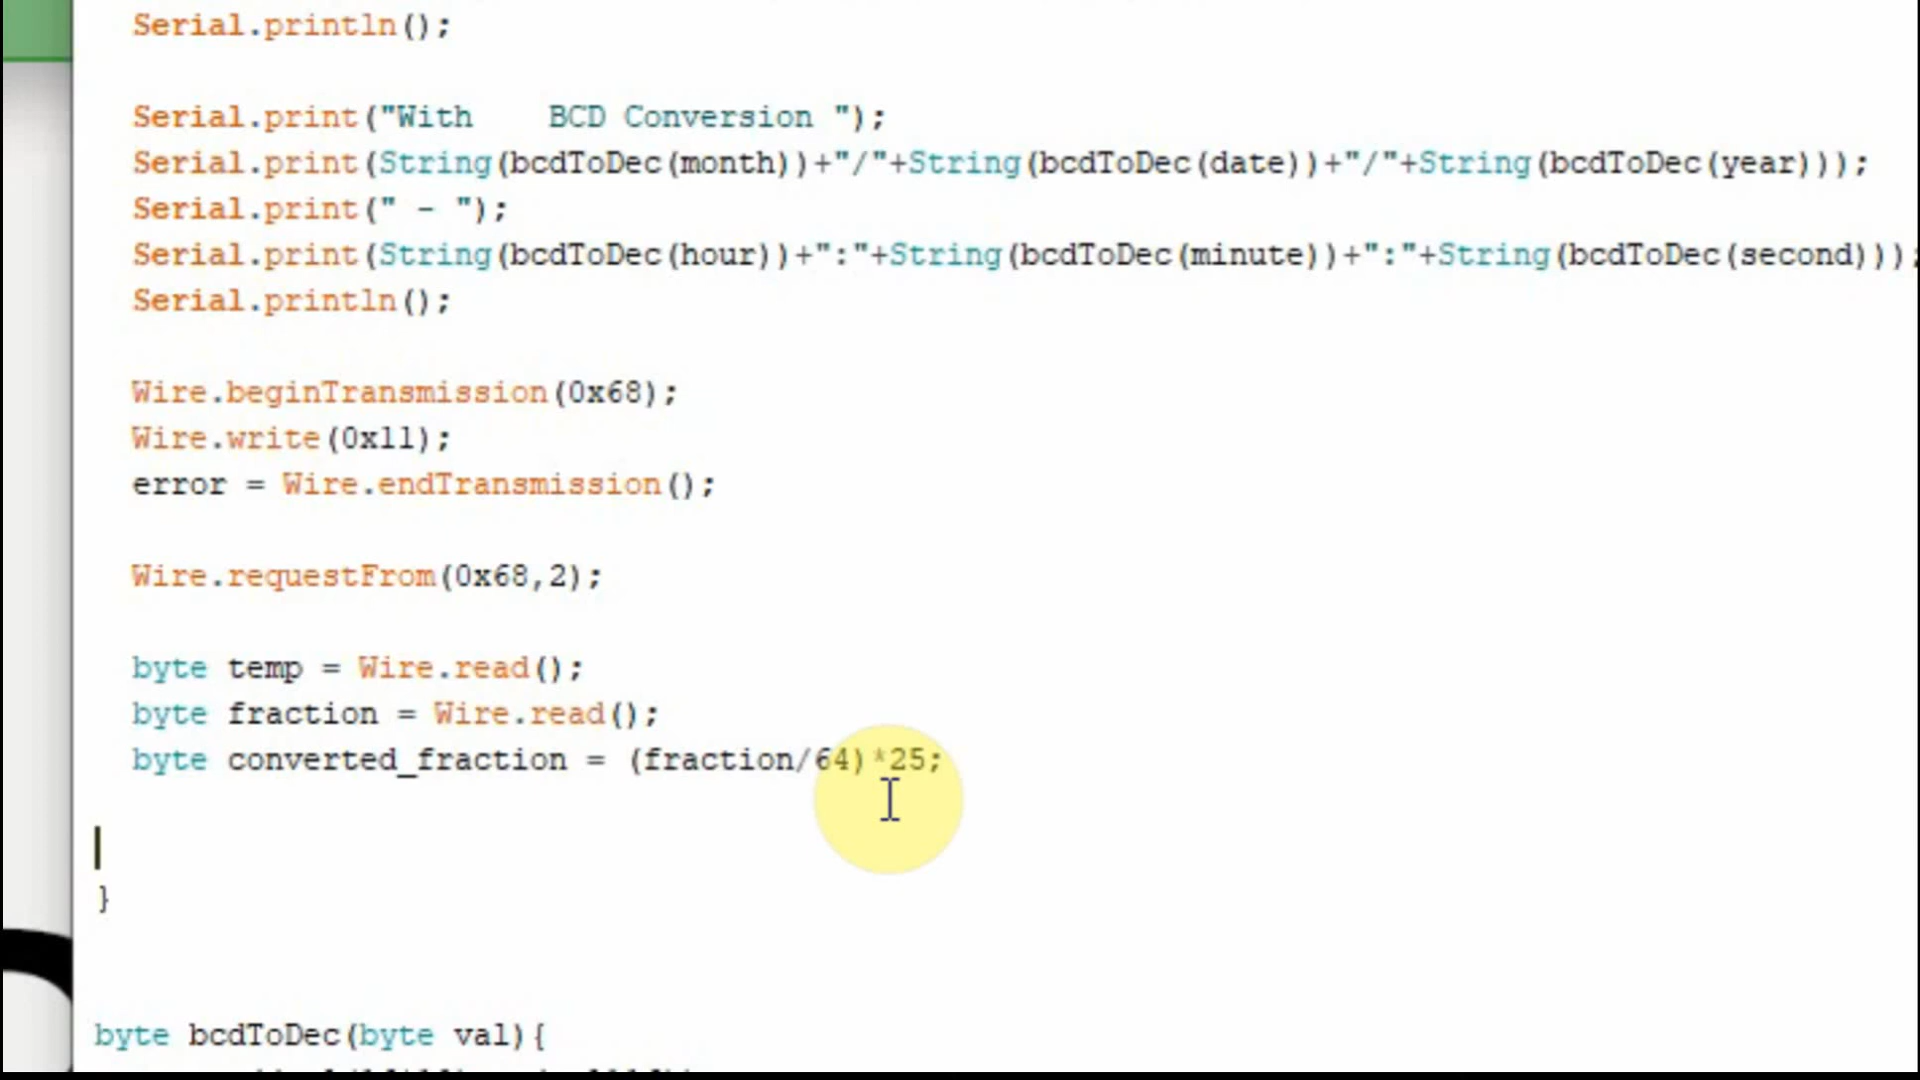 Serial.println();
Serial.print("With    BCD Conversion ");
Serial.print(String(bcdToDec(month))+"/"+String(bcdToDec(date))+"/"+String(bcdToDec(year)));
Serial.print(" - ");
Serial.print(String(bcdToDec(hour))+":"+String(bcdToDec(minute))+":"+String(bcdToDec(second)));
Serial.println();
Wire.beginTransmission(0x68);
Wire.write(0x11);
error = Wire.endTransmission();
Wire.requestFrom(0x68,2);
byte temp = Wire.read();
byte fraction = Wire.read();
byte converted_fraction = (fraction/64)*25;
}
byte bcdToDec(byte val){